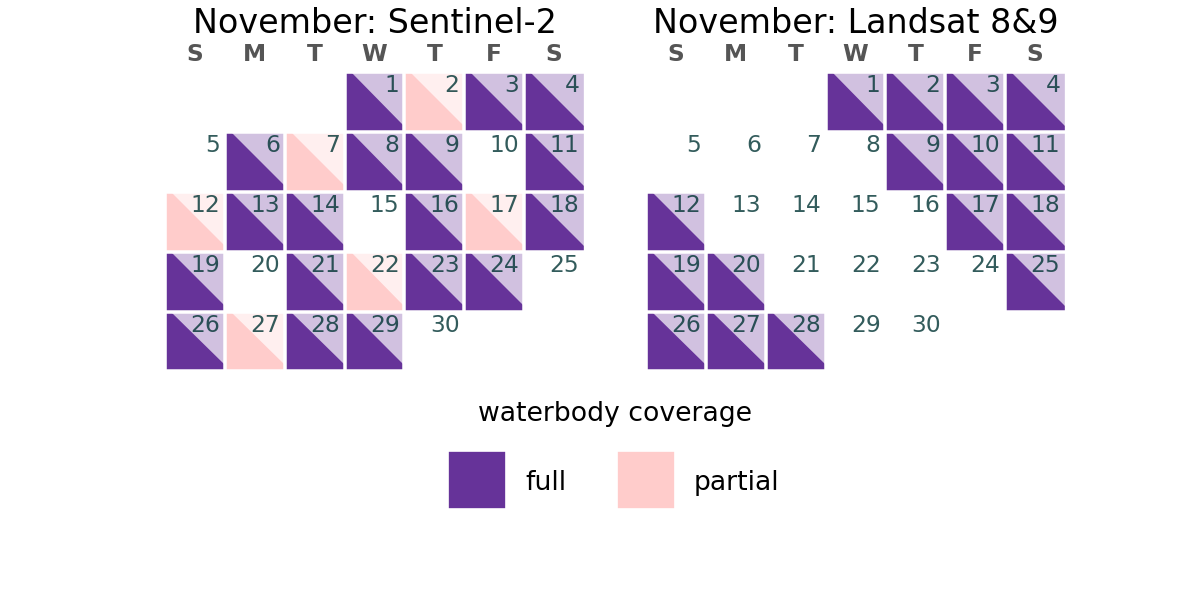 November: Sentinel-2
S M T W T F S
1 2 3 4
5 6 7 8 9 10 11
12 13 14 15 16 17 18
19 20 21 22 23 24 25
26 27 28 29 30
November: Landsat 8&9
S M T W T F S
1 2 3 4
5 6 7 8 9 10 11
12 13 14 15 16 17 18
19 20 21 22 23 24 25
26 27 28 29 30
waterbody coverage
full partial